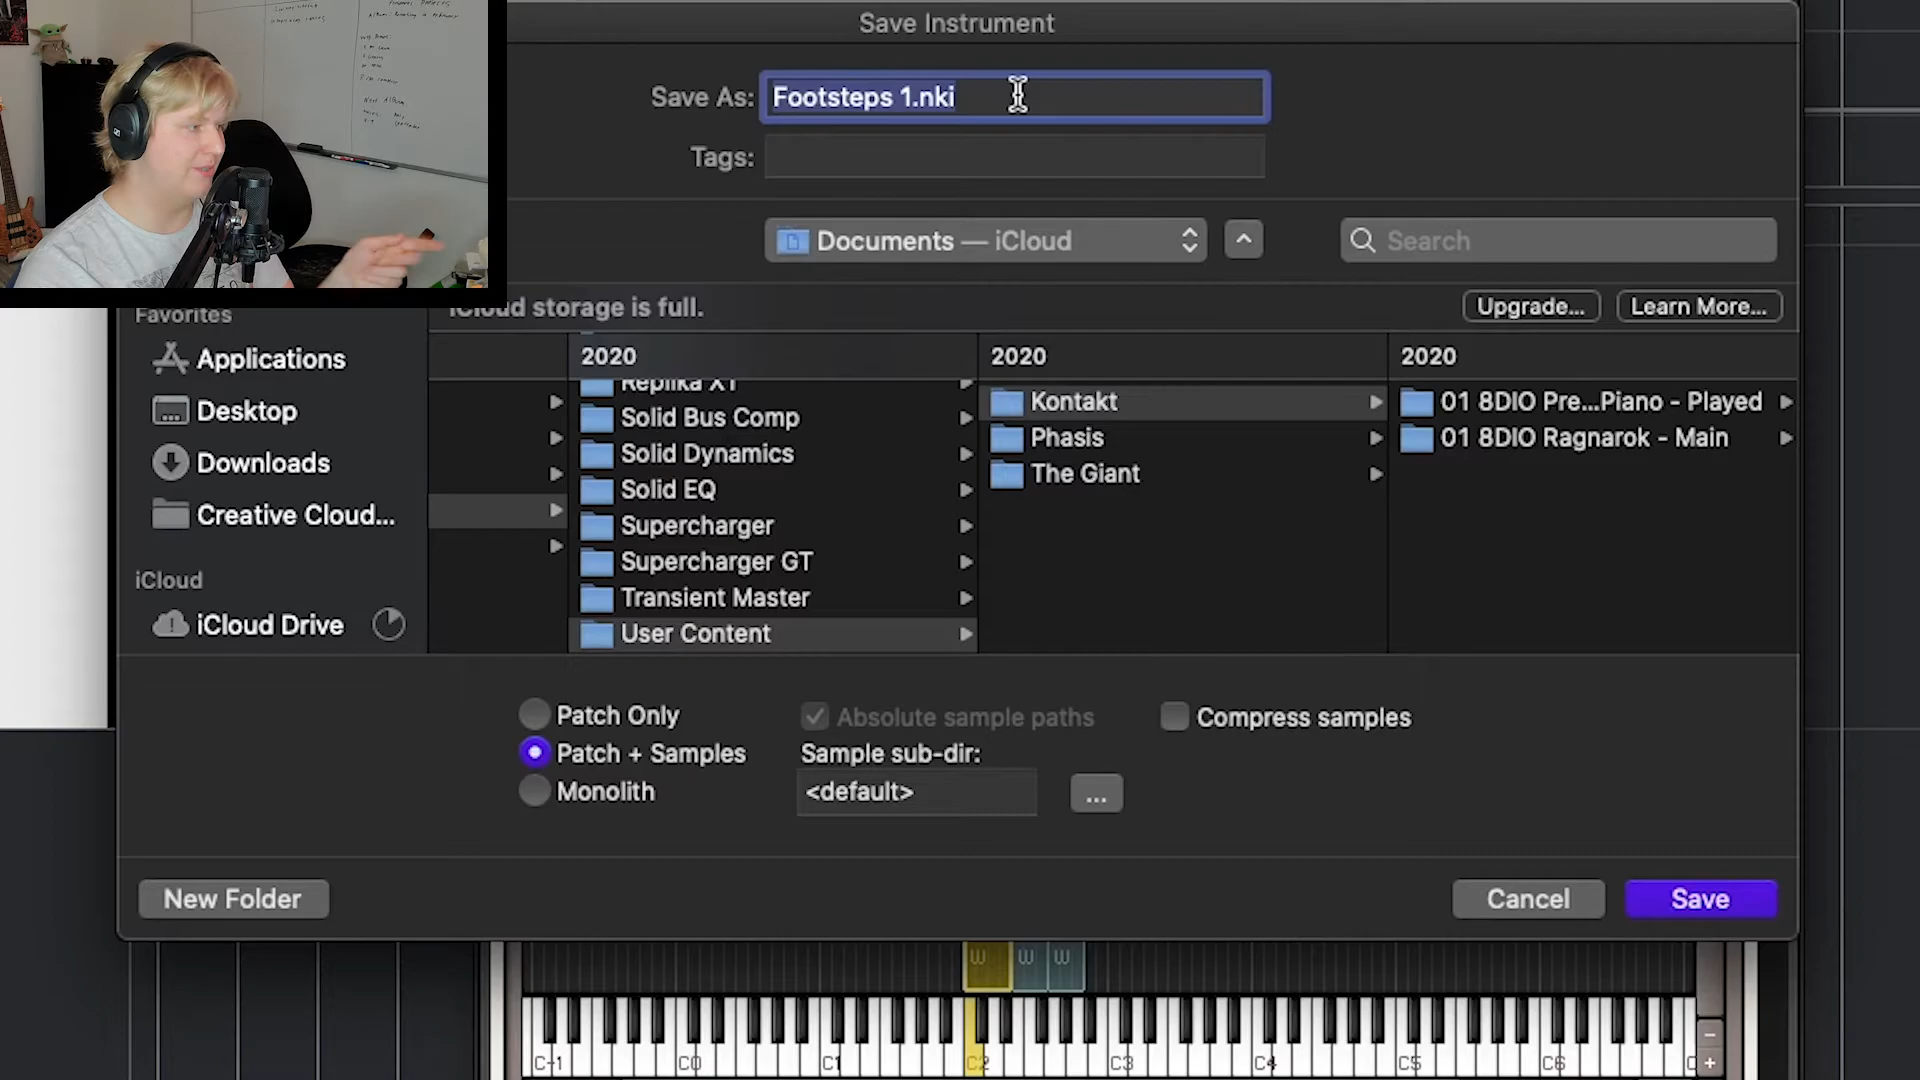 Save Instrument
Save As: Footsteps 1.nki
Tags:
Documents — iCloud
Search
iCloud storage is full.
Upgrade...
Learn More...
Favorites
Applications
Desktop
Downloads
Creative Cloud...
iCloud
iCloud Drive
2020
Replika XT
Solid Bus Comp
Solid Dynamics
Solid EQ
Supercharger
Supercharger GT
Transient Master
User Content
2020
Kontakt
Phasis
The Giant
2020
01 8DIO Pre...Piano - Played
01 8DIO Ragnarok - Main
Patch Only
Patch + Samples
Monolith
Absolute sample paths
Sample sub-dir:
<default>
...
Compress samples
New Folder
Cancel
Save
W W W
C-1 C0 C1 C2 C3 C4 C5 C6